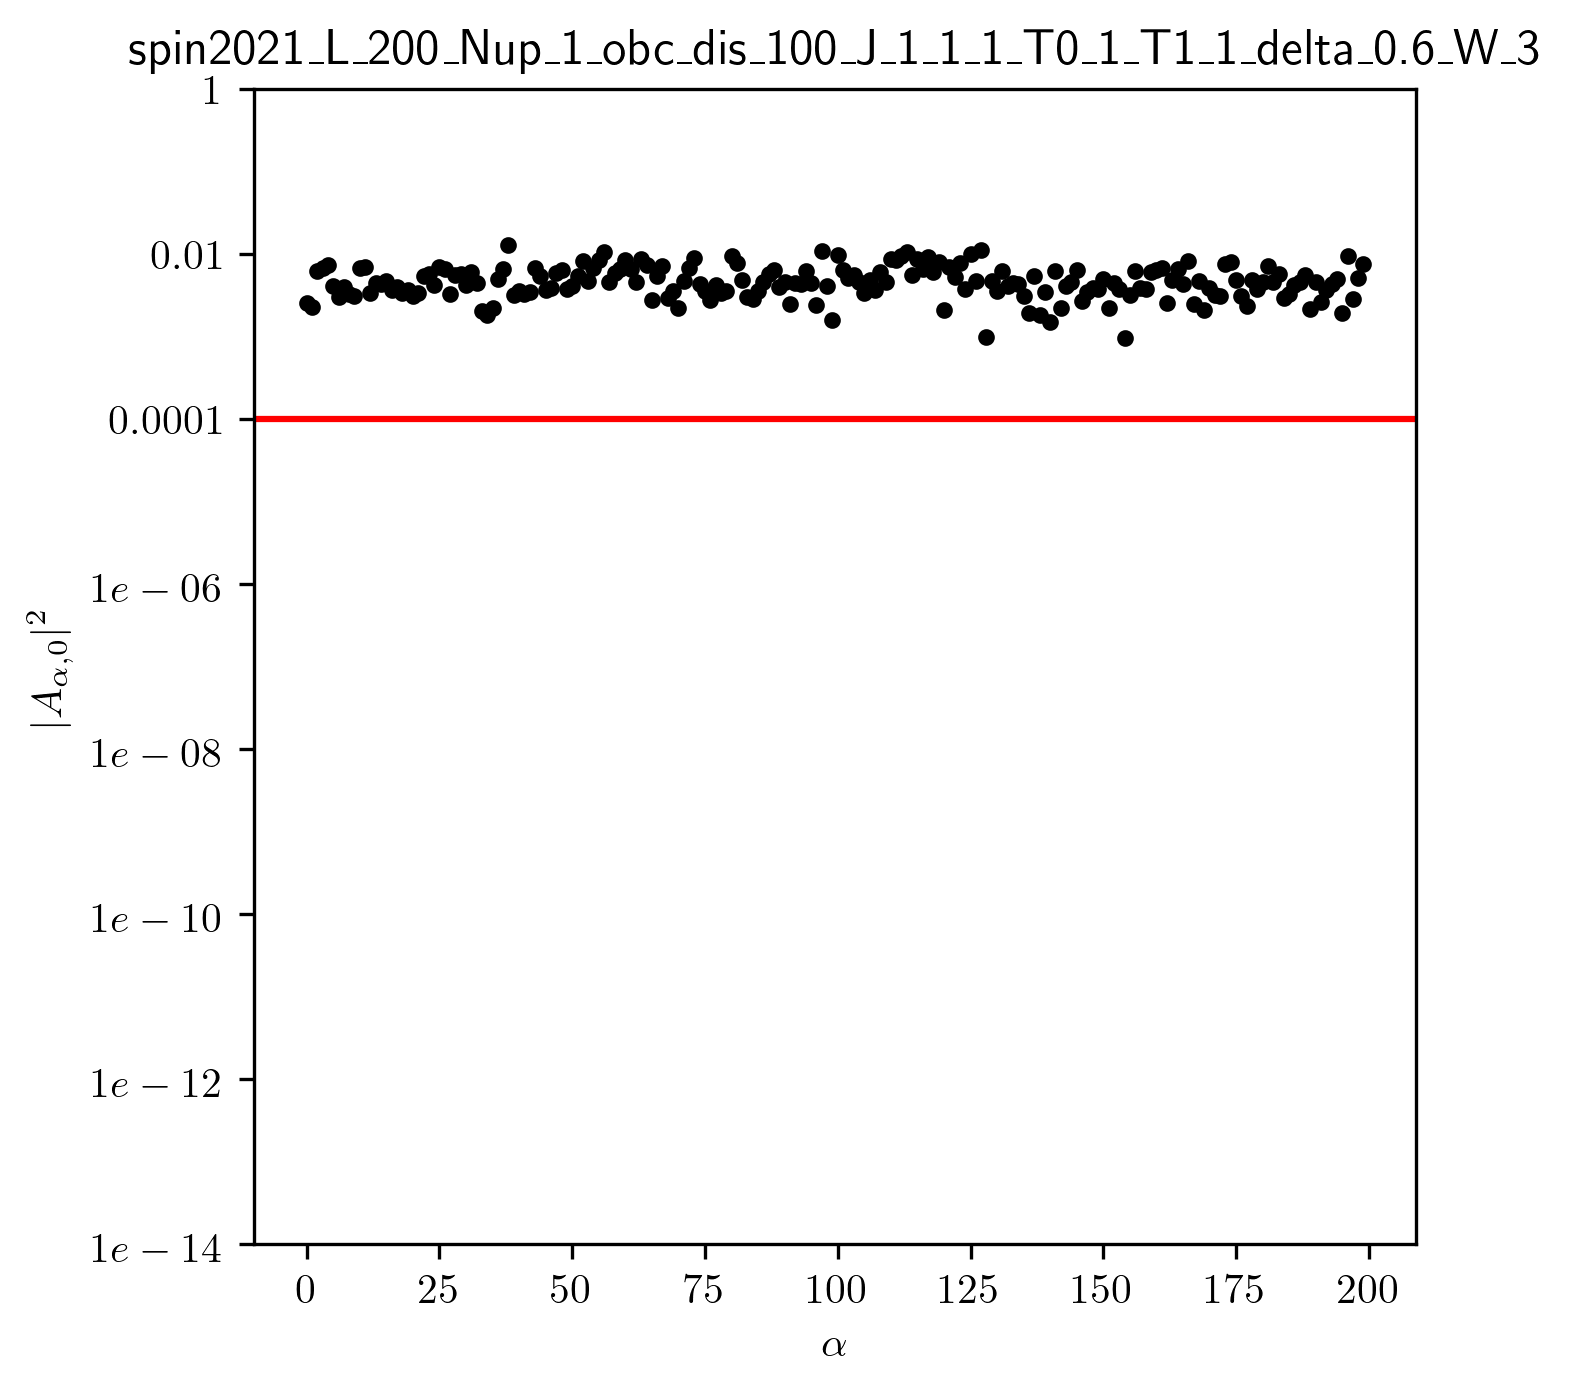 spin2021_L_200_Nup_1_obc_dis_100_J_1_1_1_T0_1_T1_1_delta_0.6_W_3
1
0.01
0.0001
1e − 06
1e − 08
1e − 10
1e − 12
1e − 14
|A_{α,0}|^2
0 25 50 75 100 125 150 175 200
α